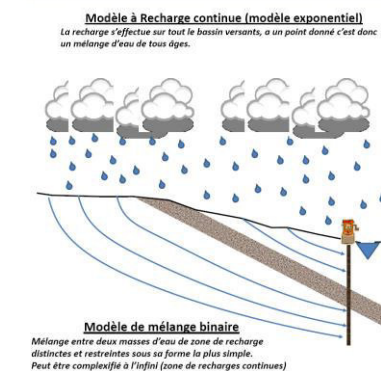 Modèle à Recharge continue (modèle exponentiel)
La recharge s'effectue sur tout le bassin versants, a un point donné c'est donc
un mélange d'eau de tous âges.
Modèle de mélange binaire
Mélange entre deux masses d'eau de zone de recharge
distinctes et restreintes sous sa forme la plus simple.
Peut être complexifié à l'infini (zone de recharges continues)